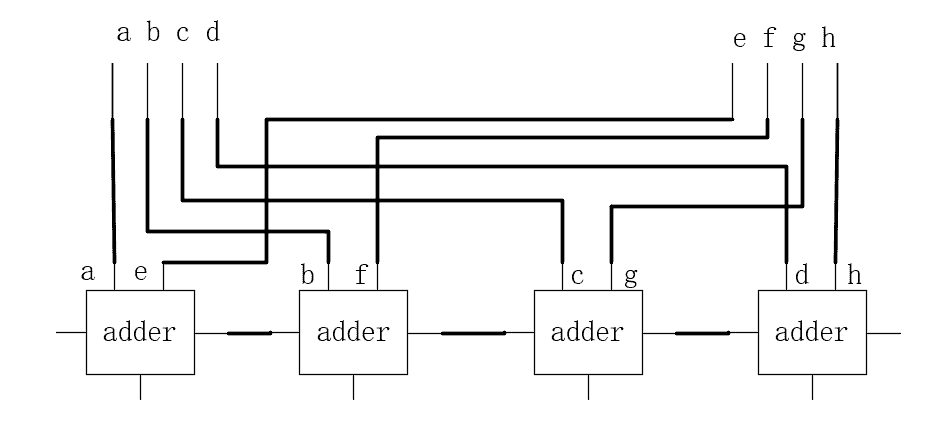 a b c d
e f g h
a e
b f
c g
d h
adder
adder
adder
adder